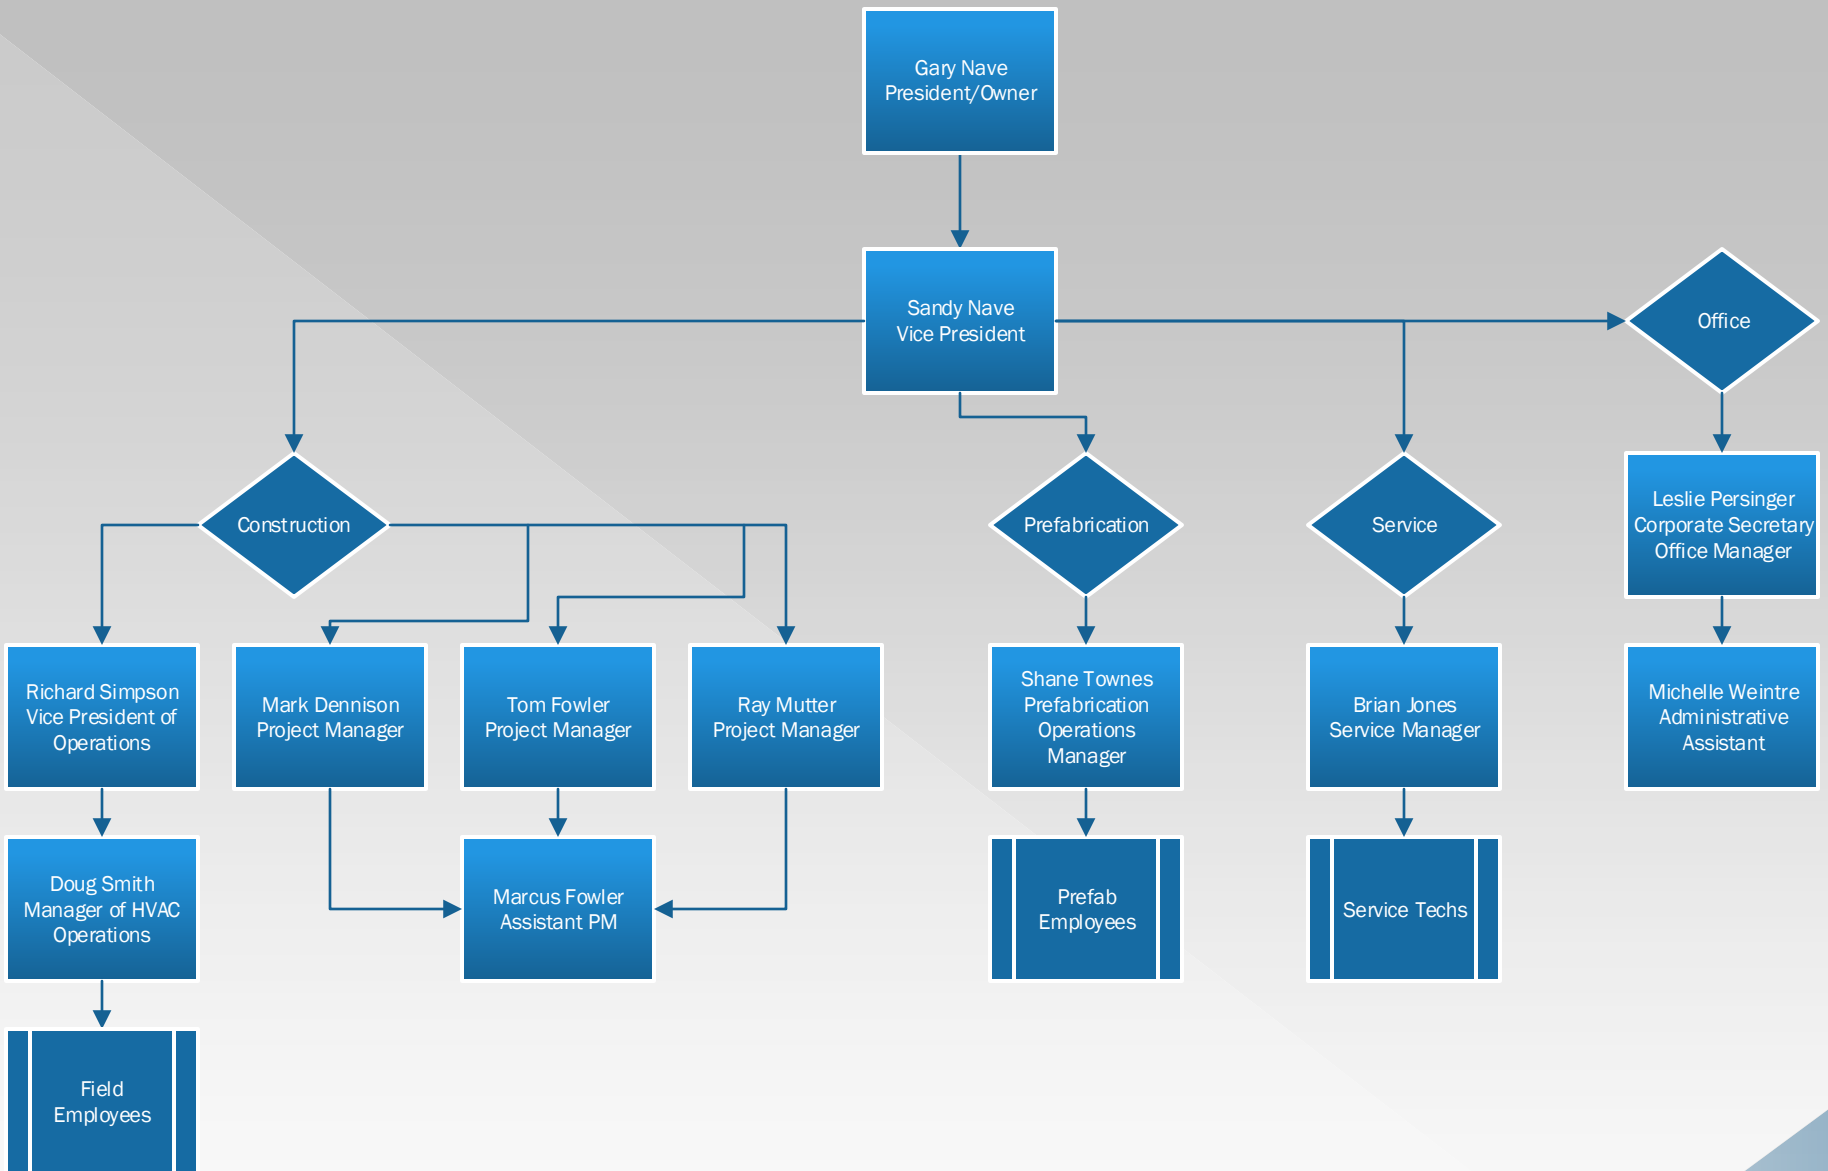 Gary Nave
President/Owner
Sandy Nave
Vice President
Office
Construction
Prefabrication
Service
Leslie Persinger
Corporate Secretary
Office Manager
Richard Simpson
Vice President of
Operations
Mark Dennison
Project Manager
Tom Fowler
Project Manager
Ray Mutter
Project Manager
Shane Townes
Prefabrication
Operations
Manager
Brian Jones
Service Manager
Michelle Weintre
Administrative
Assistant
Doug Smith
Manager of HVAC
Operations
Marcus Fowler
Assistant PM
Prefab
Employees
Service Techs
Field
Employees